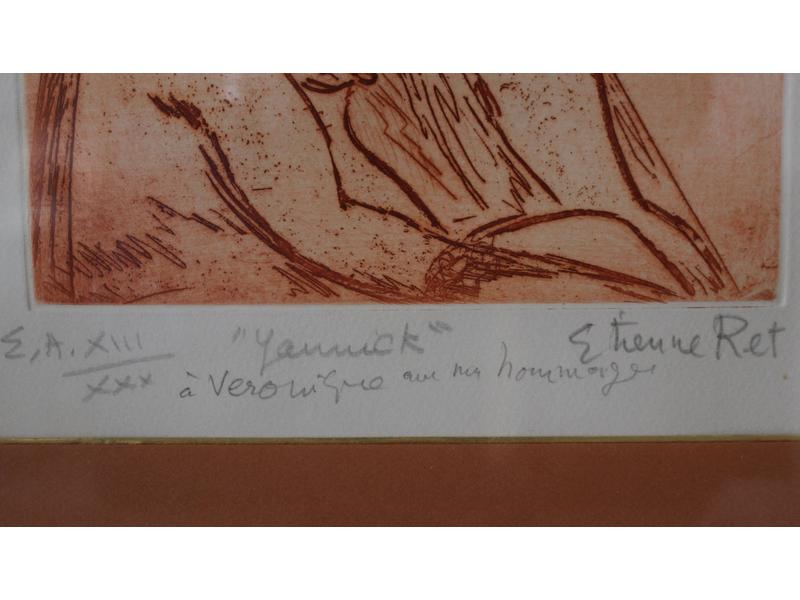 E,A. XIII "Yannick" Etienne Ret
XXX à Veronique avec mes hommages